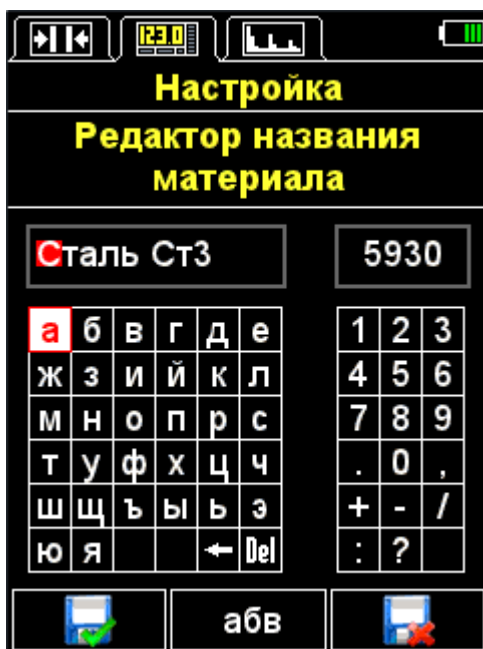 123.0
Настройка
Редактор названия
материала
Сталь Ст3 5930
а б в г д е 1 2 3
ж з и й к л 4 5 6
м н о п р с 7 8 9
т у ф х ц ч . 0 ,
ш щ ъ ы ь э + - /
ю я ← Del : ?
абв